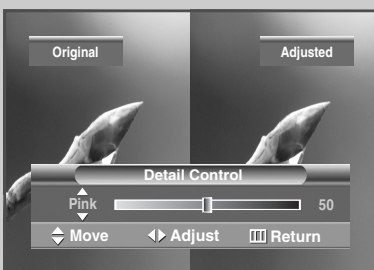 Original Adjusted
Detail Control
Pink 50
Move Adjust Return